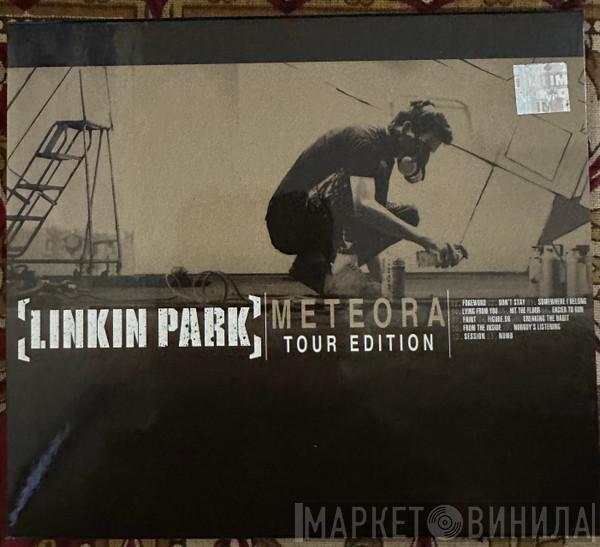 [LINKIN PARK]
METEORA
TOUR EDITION
FOREWORD DON'T STAY SOMEWHERE I BELONG
LYING FROM YOU HIT THE FLOOR EASIER TO RUN
FAINT FIGURE.09 BREAKING THE HABIT
FROM THE INSIDE NOBODY'S LISTENING
SESSION NUMB
МАРКЕТ ВИНИЛА